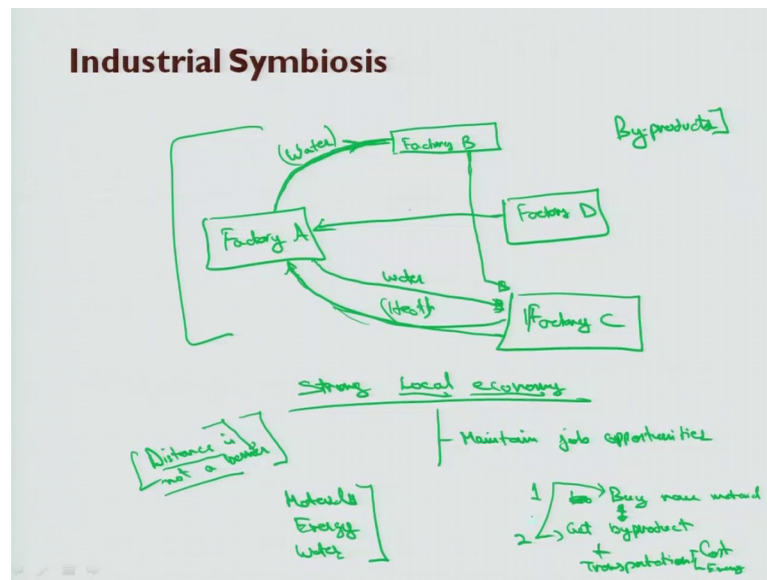 Industrial Symbiosis
By-products]
(Water)
Factory B
Factory D
Factory A
Water
(Heat)
Factory C
Strong Local economy
Maintain job opportunities
[Distance is
not a barrier]
Materials
Energy
Water
1 Buy raw material
2 Get byproduct
+
Transportation [Cost
Energy